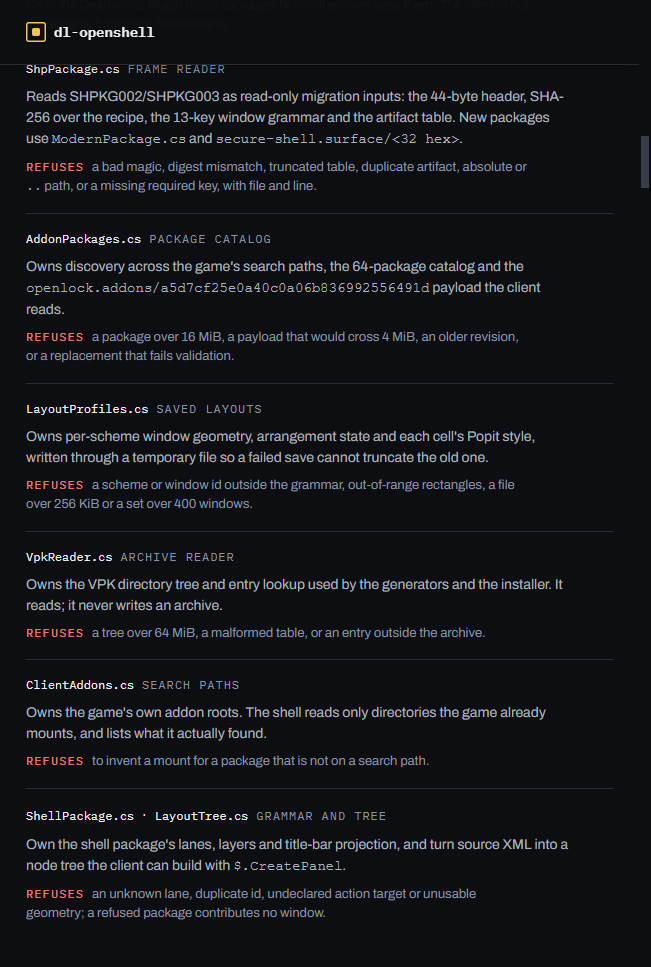 dl-openshell
ShpPackage.cs FRAME READER
Reads SHPKG002/SHPKG003 as read-only migration inputs: the 44-byte header, SHA-
256 over the recipe, the 13-key window grammar and the artifact table. New packages
use ModernPackage.cs and secure-shell.surface/<32 hex>.
REFUSES a bad magic, digest mismatch, truncated table, duplicate artifact, absolute or
.. path, or a missing required key, with file and line.
AddonPackages.cs PACKAGE CATALOG
Owns discovery across the game's search paths, the 64-package catalog and the
openlock.addons/a5d7cf25e0a40c0a06b836992556491d payload the client
reads.
REFUSES a package over 16 MiB, a payload that would cross 4 MiB, an older revision,
or a replacement that fails validation.
LayoutProfiles.cs SAVED LAYOUTS
Owns per-scheme window geometry, arrangement state and each cell's Popit style,
written through a temporary file so a failed save cannot truncate the old one.
REFUSES a scheme or window id outside the grammar, out-of-range rectangles, a file
over 256 KiB or a set over 400 windows.
VpkReader.cs ARCHIVE READER
Owns the VPK directory tree and entry lookup used by the generators and the installer. It
reads; it never writes an archive.
REFUSES a tree over 64 MiB, a malformed table, or an entry outside the archive.
ClientAddons.cs SEARCH PATHS
Owns the game's own addon roots. The shell reads only directories the game already
mounts, and lists what it actually found.
REFUSES to invent a mount for a package that is not on a search path.
ShellPackage.cs · LayoutTree.cs GRAMMAR AND TREE
Own the shell package's lanes, layers and title-bar projection, and turn source XML into a
node tree the client can build with $.CreatePanel.
REFUSES an unknown lane, duplicate id, undeclared action target or unusable
geometry; a refused package contributes no window.